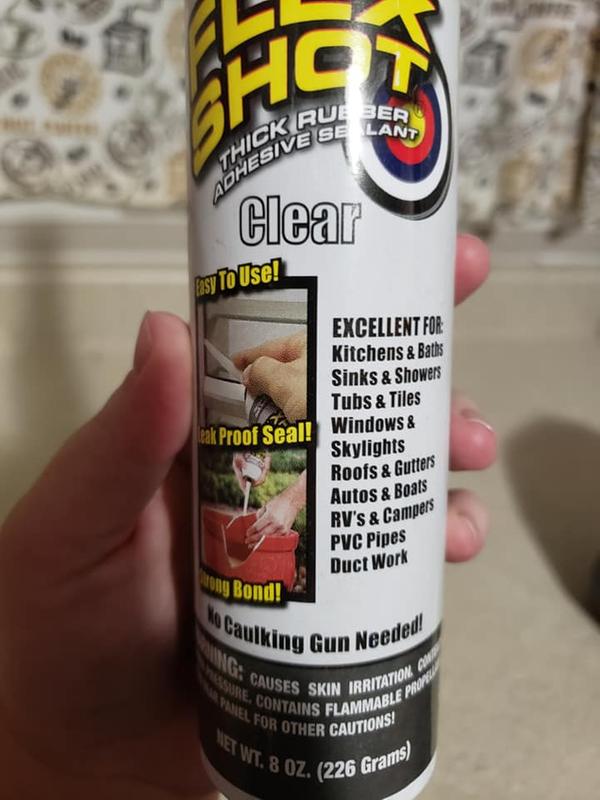 FLEX
SHOT
THICK RUBBER
ADHESIVE SEALANT
Clear
Easy To Use!
Leak Proof Seal!
Strong Bond!
EXCELLENT FOR:
Kitchens & Baths
Sinks & Showers
Tubs & Tiles
Windows &
Skylights
Roofs & Gutters
Autos & Boats
RV's & Campers
PVC Pipes
Duct Work
No Caulking Gun Needed!
WARNING: CAUSES SKIN IRRITATION.
PRESSURE. CONTAINS FLAMMABLE
PANEL FOR OTHER CAUTIONS!
NET WT. 8 OZ. (226 Grams)